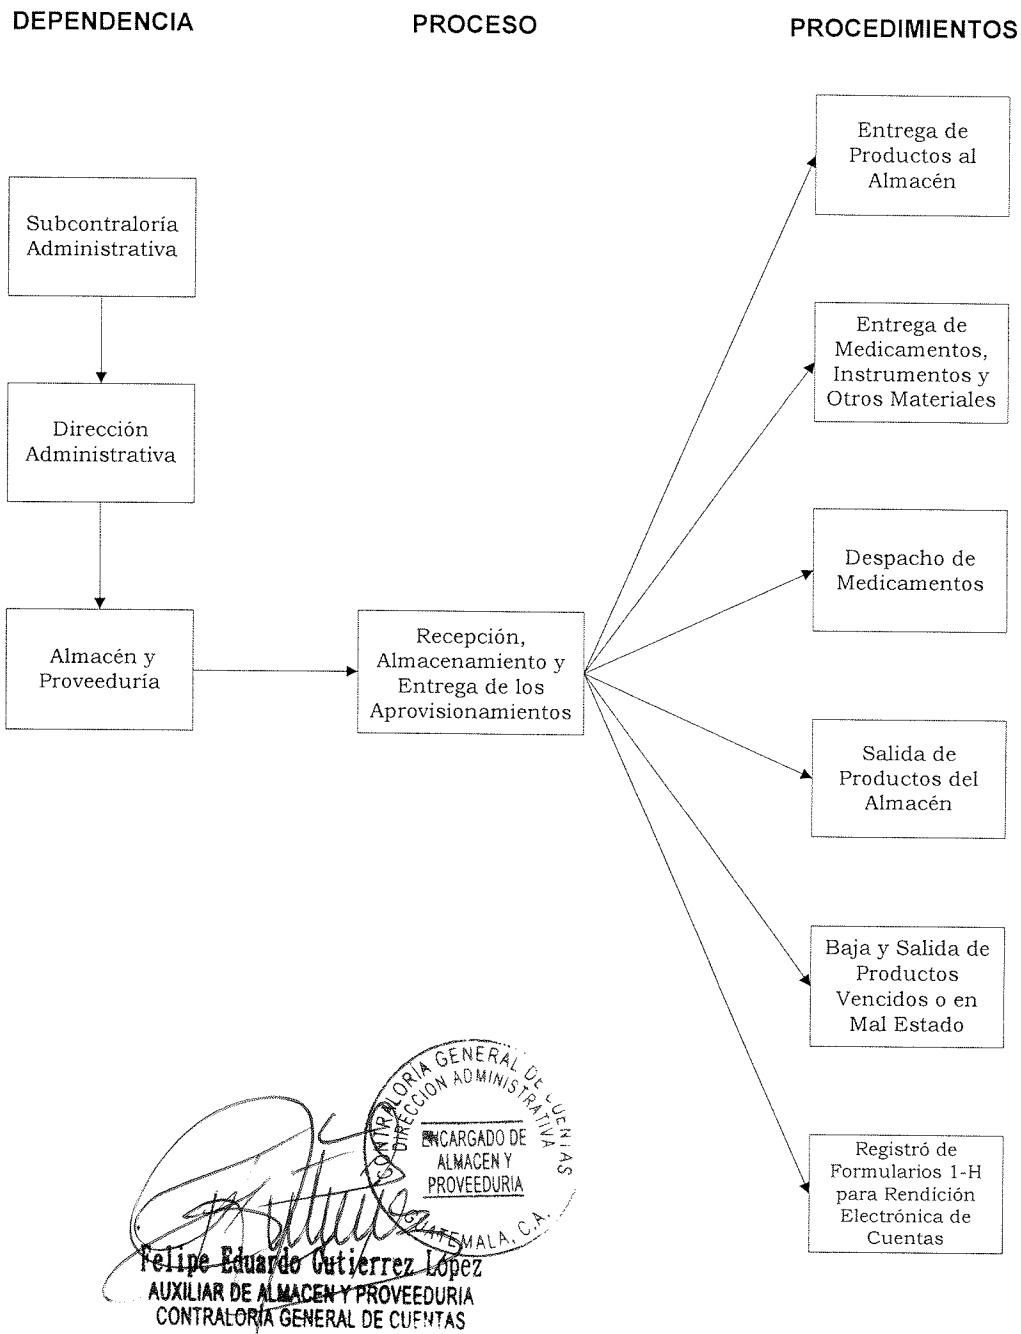 DEPENDENCIA
PROCESO
PROCEDIMIENTOS
Subcontraloría
Administrativa
Dirección
Administrativa
Almacén y
Proveeduría
Recepción,
Almacenamiento y
Entrega de los
Aprovisionamientos
Entrega de
Productos al
Almacén
Entrega de
Medicamentos,
Instrumentos y
Otros Materiales
Despacho de
Medicamentos
Salida de
Productos del
Almacén
Baja y Salida de
Productos
Vencidos o en
Mal Estado
Registró de
Formularios 1-H
para Rendición
Electrónica de
Cuentas
CONTRALORIA GENERAL DE CUENTAS
DIRECCION ADMINISTRATIVA
ENCARGADO DE
ALMACEN Y
PROVEEDURIA
GUATEMALA, C.A.
Felipe Eduardo Gutierrez López
AUXILIAR DE ALMACEN Y PROVEEDURIA
CONTRALORIA GENERAL DE CUENTAS